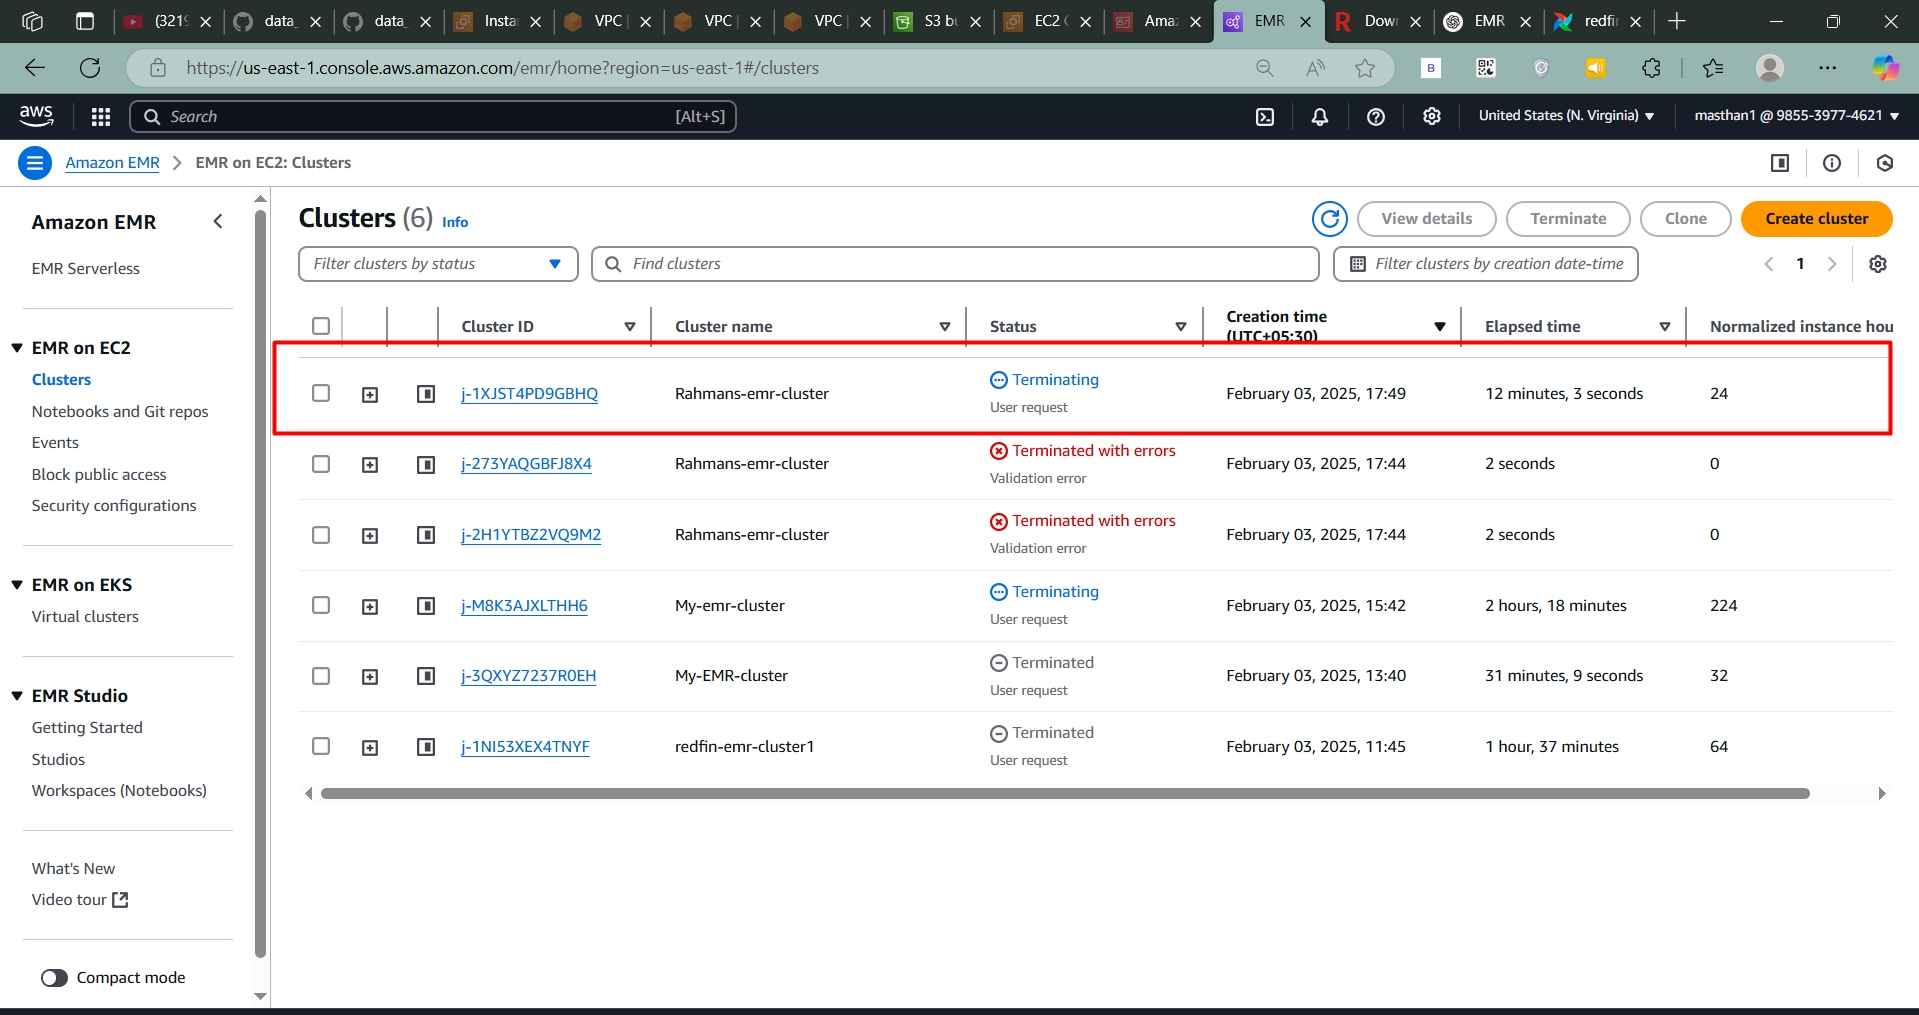 (3219
data_
data_
Insta
VPC |
VPC |
VPC |
S3 bu
EC2
Amaz
EMR
Dow
EMR
redfi
https://us-east-1.console.aws.amazon.com/emr/home?region=us-east-1#/clusters
B
aws
Search
[Alt+S]
United States (N. Virginia)
masthan1 @ 9855-3977-4621
Amazon EMR
EMR on EC2: Clusters
Amazon EMR
EMR Serverless
EMR on EC2
Clusters
Notebooks and Git repos
Events
Block public access
Security configurations
EMR on EKS
Virtual clusters
EMR Studio
Getting Started
Studios
Workspaces (Notebooks)
What's New
Video tour
Compact mode
Clusters (6) Info
View details
Terminate
Clone
Create cluster
Filter clusters by status
Find clusters
Filter clusters by creation date-time
1
Cluster ID
Cluster name
Status
Creation time (UTC+05:30)
Elapsed time
Normalized instance hou
j-1XJST4PD9GBHQ
Rahmans-emr-cluster
Terminating
User request
February 03, 2025, 17:49
12 minutes, 3 seconds
24
j-273YAQGBFJ8X4
Rahmans-emr-cluster
Terminated with errors
Validation error
February 03, 2025, 17:44
2 seconds
0
j-2H1YTBZ2VQ9M2
Rahmans-emr-cluster
Terminated with errors
Validation error
February 03, 2025, 17:44
2 seconds
0
j-M8K3AJXLTHH6
My-emr-cluster
Terminating
User request
February 03, 2025, 15:42
2 hours, 18 minutes
224
j-3QXYZ7237R0EH
My-EMR-cluster
Terminated
User request
February 03, 2025, 13:40
31 minutes, 9 seconds
32
j-1NI53XEX4TNYF
redfin-emr-cluster1
Terminated
User request
February 03, 2025, 11:45
1 hour, 37 minutes
64